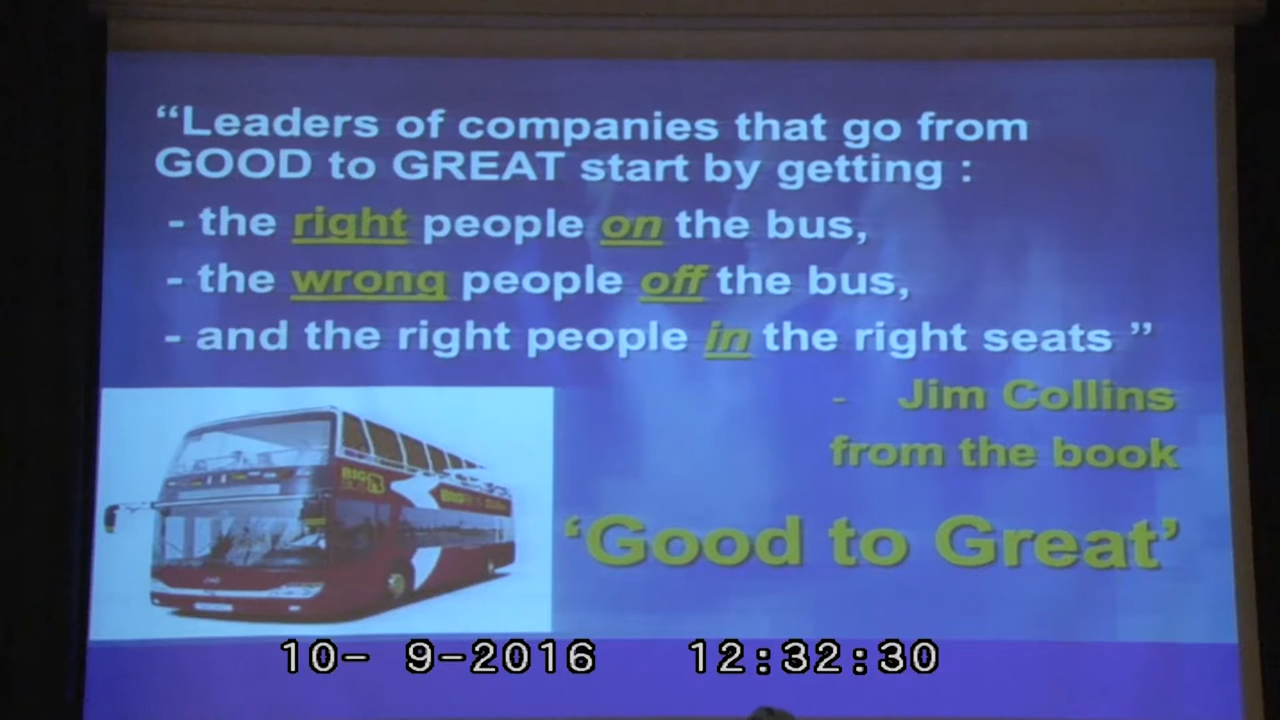 “Leaders of companies that go from
GOOD to GREAT start by getting :
- the right people on the bus,
- the wrong people off the bus,
- and the right people in the right seats ”
- Jim Collins
from the book
‘Good to Great’
BIG
BIG
10- 9-2016 12:32:30